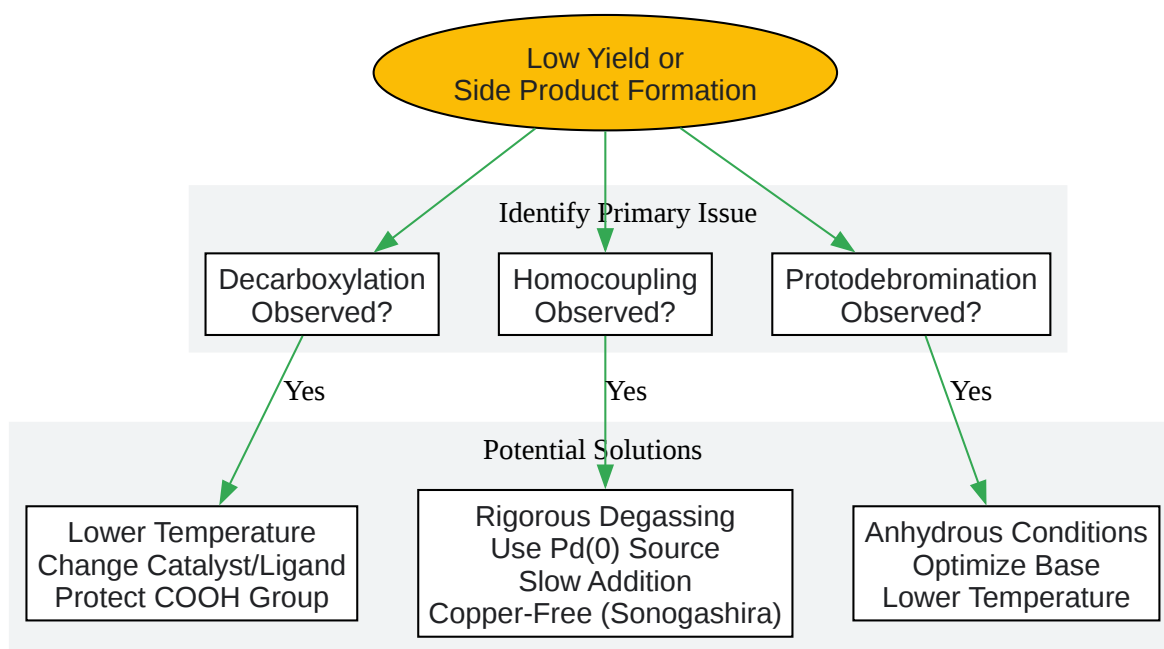 Low Yield or
Side Product Formation
Identify Primary Issue
Decarboxylation
Observed?
Homocoupling
Observed?
Protodebromination
Observed?
Yes
Yes
Yes
Potential Solutions
Lower Temperature
Change Catalyst/Ligand
Protect COOH Group
Rigorous Degassing
Use Pd(0) Source
Slow Addition
Copper-Free (Sonogashira)
Anhydrous Conditions
Optimize Base
Lower Temperature